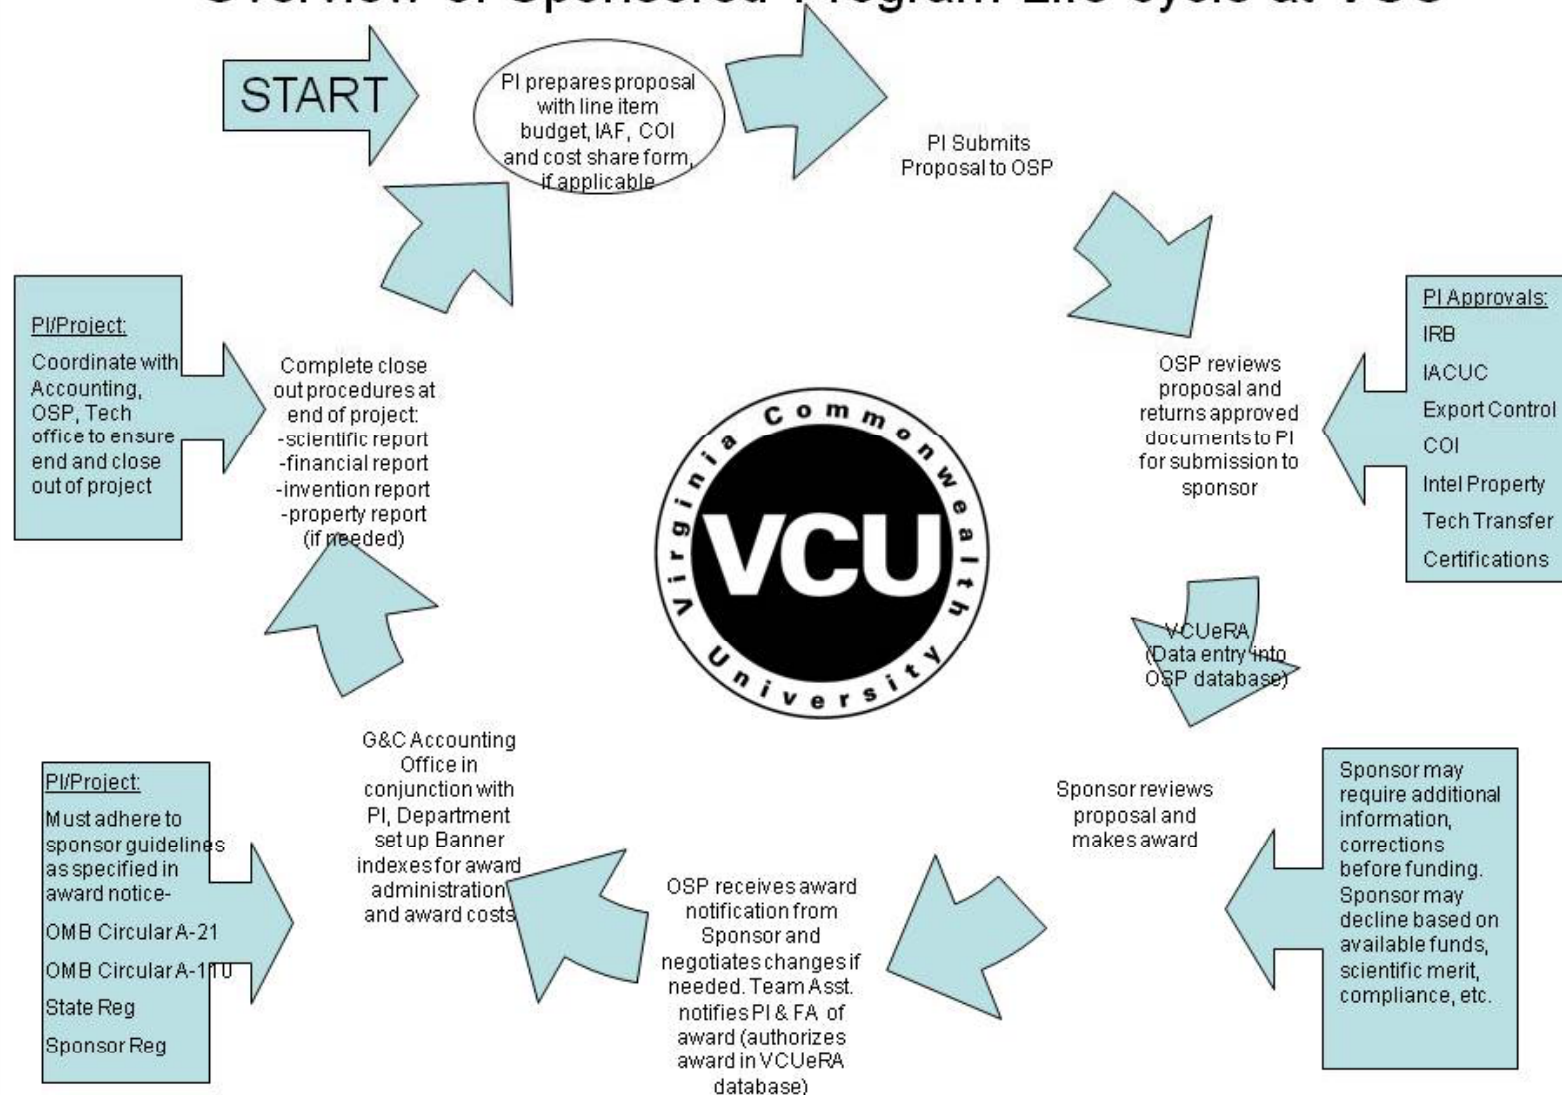 Overview of Sponsored Program Life cycle at VCU
START
PI prepares proposal
with line item
budget, IAF, COI
and cost share form,
if applicable
PI Submits
Proposal to OSP
OSP reviews
proposal and
returns approved
documents to PI
for submission to
sponsor
PI Approvals:
IRB
IACUC
Export Control
COI
Intel Property
Tech Transfer
Certifications
VCUeRA
(Data entry into
OSP database)
Sponsor reviews
proposal and
makes award
Sponsor may
require additional
information,
corrections
before funding.
Sponsor may
decline based on
available funds,
scientific merit,
compliance, etc.
OSP receives award
notification from
Sponsor and
negotiates changes if
needed. Team Asst.
notifies PI & FA of
award (authorizes
award in VCUeRA
database)
G&C Accounting
Office in
conjunction with
PI, Department
set up Banner
indexes for award
administration
and award costs
PI/Project:
Must adhere to
sponsor guidelines
as specified in
award notice-
OMB Circular A-21
OMB Circular A-110
State Reg
Sponsor Reg
Complete close
out procedures at
end of project:
-scientific report
-financial report
-invention report
-property report
(if needed)
PI/Project:
Coordinate with
Accounting,
OSP, Tech
office to ensure
end and close
out of project
Virginia Commonwealth University
VCU